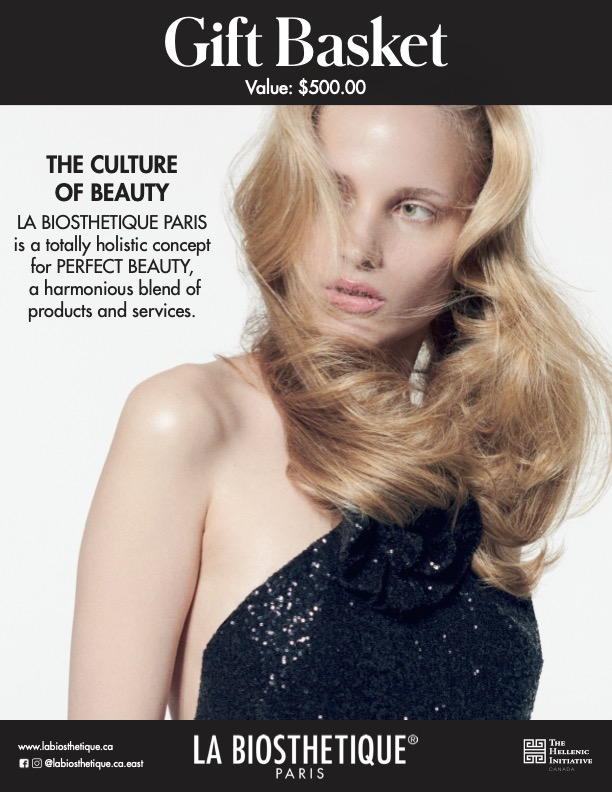 Gift Basket
Value: $500.00
THE CULTURE
OF BEAUTY
LA BIOSTHETIQUE PARIS
is a totally holistic concept
for PERFECT BEAUTY,
a harmonious blend of
products and services.
www.labiosthetique.ca
@labiosthetique.ca.east
LA BIOSTHETIQUE®
PARIS
THE
HELLENIC
INITIATIVE
CANADA